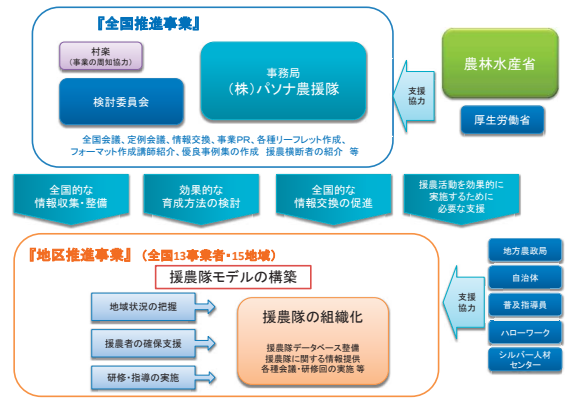 『全国推進事業』
村楽
(事業の周知協力)
検討委員会
事務局
(株)パソナ農援隊
支援
協力
農林水産省
厚生労働省
全国会議、定例会議、情報交換、事業PR、各種リーフレット作成、
フォーマット作成講師紹介、優良事例集の作成 援農横断者の紹介 等
全国的な
情報収集・整備
効果的な
育成方法の検討
全国的な
情報交換の促進
援農活動を効果的に
実施するために
必要な支援
『地区推進事業』(全国13事業者・15地域)
援農隊モデルの構築
地域状況の把握
援農者の確保支援
研修・指導の実施
援農隊の組織化
援農隊データベース整備
援農隊に関する情報提供
各種会議・研修回の実施 等
支援
協力
地方農政局
自治体
普及指導員
ハローワーク
シルバー人材
センター